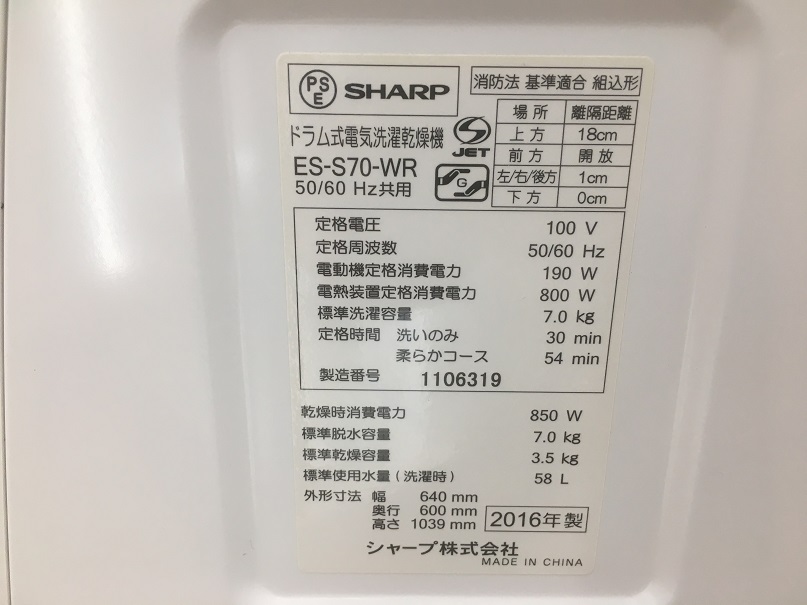 PSE SHARP
消防法 基準適合 組込形
ドラム式電気洗濯乾燥機
JET
ES-S70-WR
G
50/60 Hz共用
場所 離隔距離
上方 18cm
前方 開放
左/右/後方 1cm
下方 0cm
定格電圧 100 V
定格周波数 50/60 Hz
電動機定格消費電力 190 W
電熱装置定格消費電力 800 W
標準洗濯容量 7.0 kg
定格時間 洗いのみ 30 min
柔らかコース 54 min
製造番号 1106319
乾燥時消費電力 850 W
標準脱水容量 7.0 kg
標準乾燥容量 3.5 kg
標準使用水量(洗濯時) 58 L
外形寸法 幅 640 mm
奥行 600 mm
高さ 1039 mm
2016年製
シャープ株式会社
MADE IN CHINA